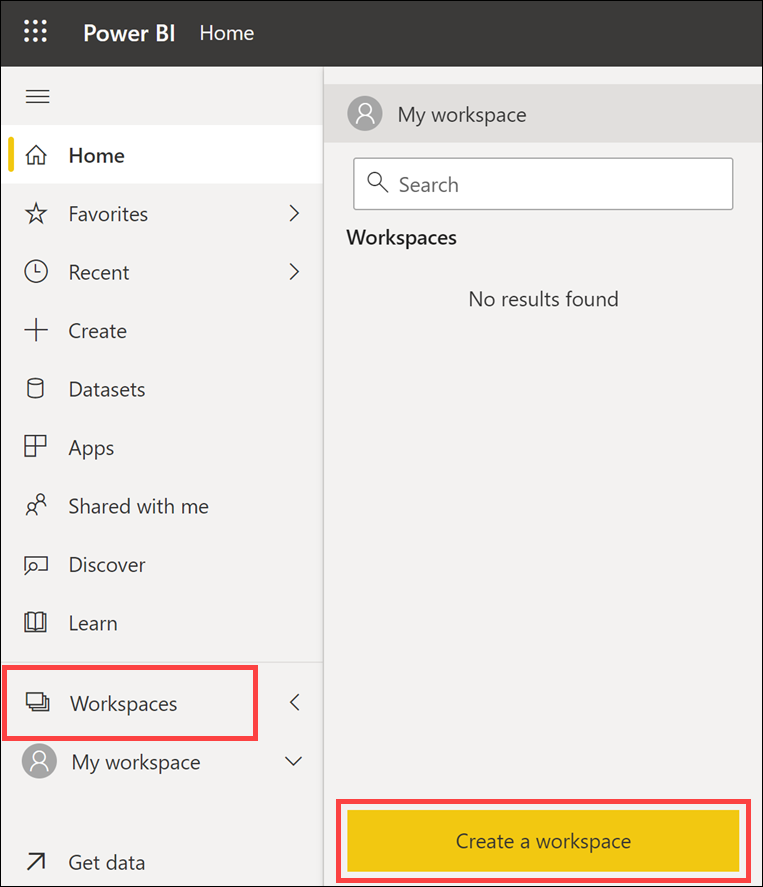 Power BI Home
Home
Favorites
Recent
Create
Datasets
Apps
Shared with me
Discover
Learn
Workspaces
My workspace
Get data
My workspace
Search
Workspaces
No results found
Create a workspace